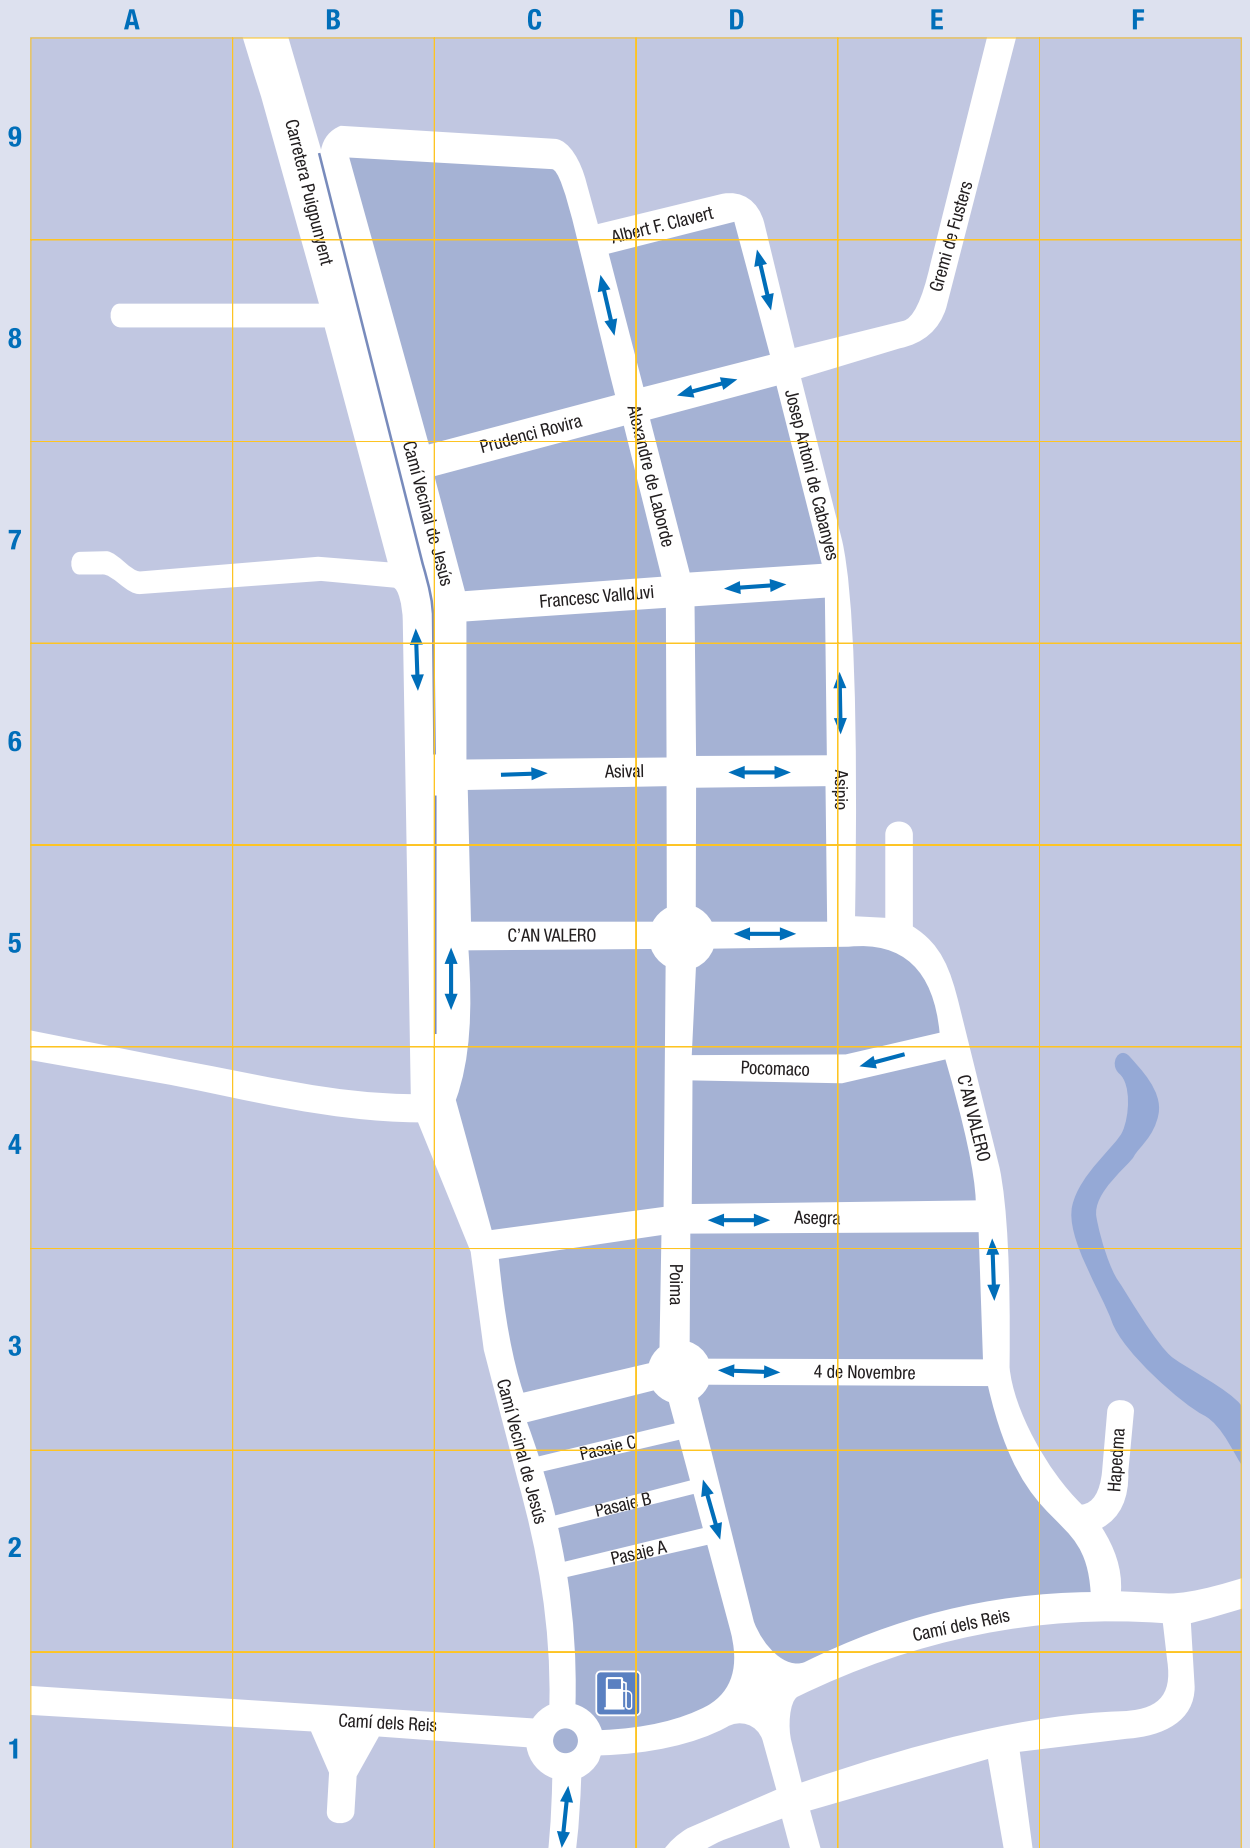 A B C D E F
9
Carretera Puigpunyent
Albert F. Clavert
Gremi de Fusters
8
Prudenci Rovira
Alexandre de Laborde
Josep Antoni de Cabanyes
Camí Vecinal de Jesús
7
Francesc Vallduvi
6
Asival
Asipio
5
C'AN VALERO
Pocomaco
C'AN VALERO
4
Asegra
Poima
3
4 de Novembre
Camí Vecinal de Jesús
Pasaje C
Hapedma
Pasaje B
2
Pasaje A
Camí dels Reis
Camí dels Reis
1